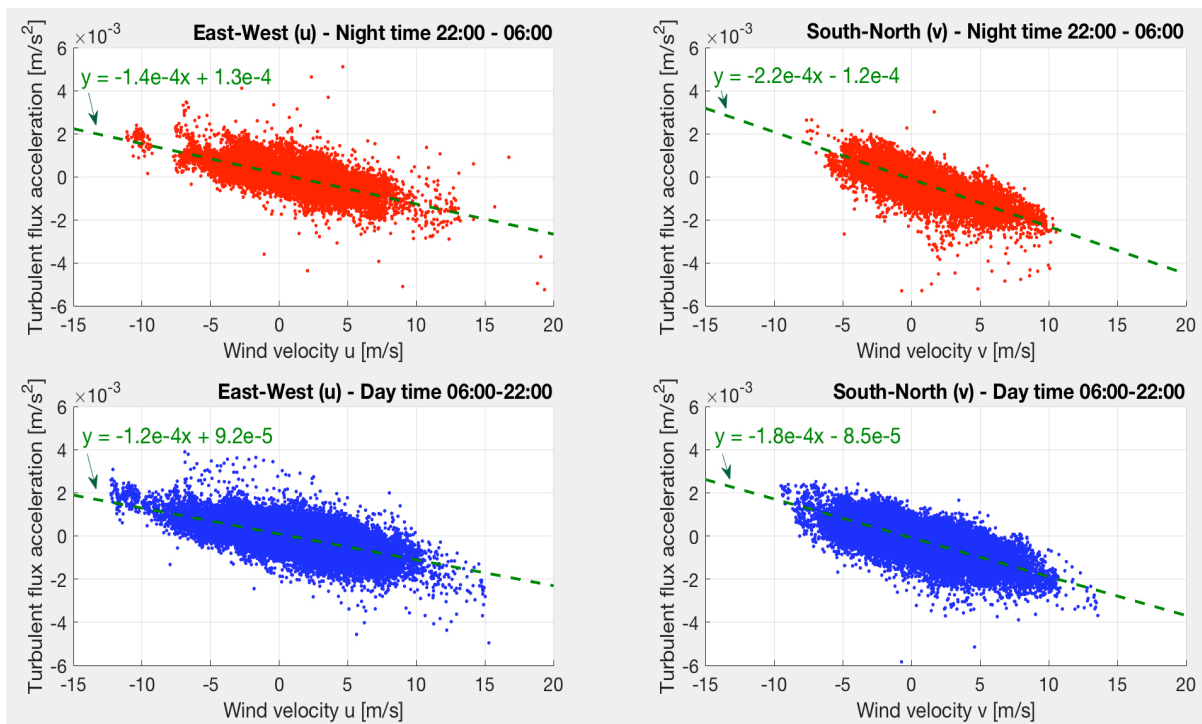 East-West (u) - Night time 22:00 - 06:00
×10⁻³
Turbulent flux acceleration [m/s²]
y = -1.4e-4x + 1.3e-4
6
4
2
0
-2
-4
-6
-15 -10 -5 0 5 10 15 20
Wind velocity u [m/s]
South-North (v) - Night time 22:00 - 06:00
×10⁻³
Turbulent flux acceleration [m/s²]
y = -2.2e-4x - 1.2e-4
6
4
2
0
-2
-4
-6
-15 -10 -5 0 5 10 15 20
Wind velocity v [m/s]
East-West (u) - Day time 06:00-22:00
×10⁻³
Turbulent flux acceleration [m/s²]
y = -1.2e-4x + 9.2e-5
6
4
2
0
-2
-4
-6
-15 -10 -5 0 5 10 15 20
Wind velocity u [m/s]
South-North (v) - Day time 06:00-22:00
×10⁻³
Turbulent flux acceleration [m/s²]
y = -1.8e-4x - 8.5e-5
6
4
2
0
-2
-4
-6
-15 -10 -5 0 5 10 15 20
Wind velocity v [m/s]